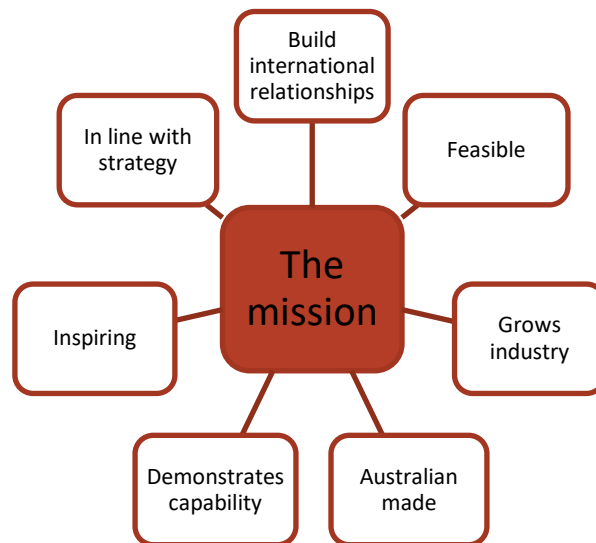 Build
international
relationships
In line with
strategy
Feasible
The
mission
Inspiring
Grows
industry
Demonstrates
capability
Australian
made